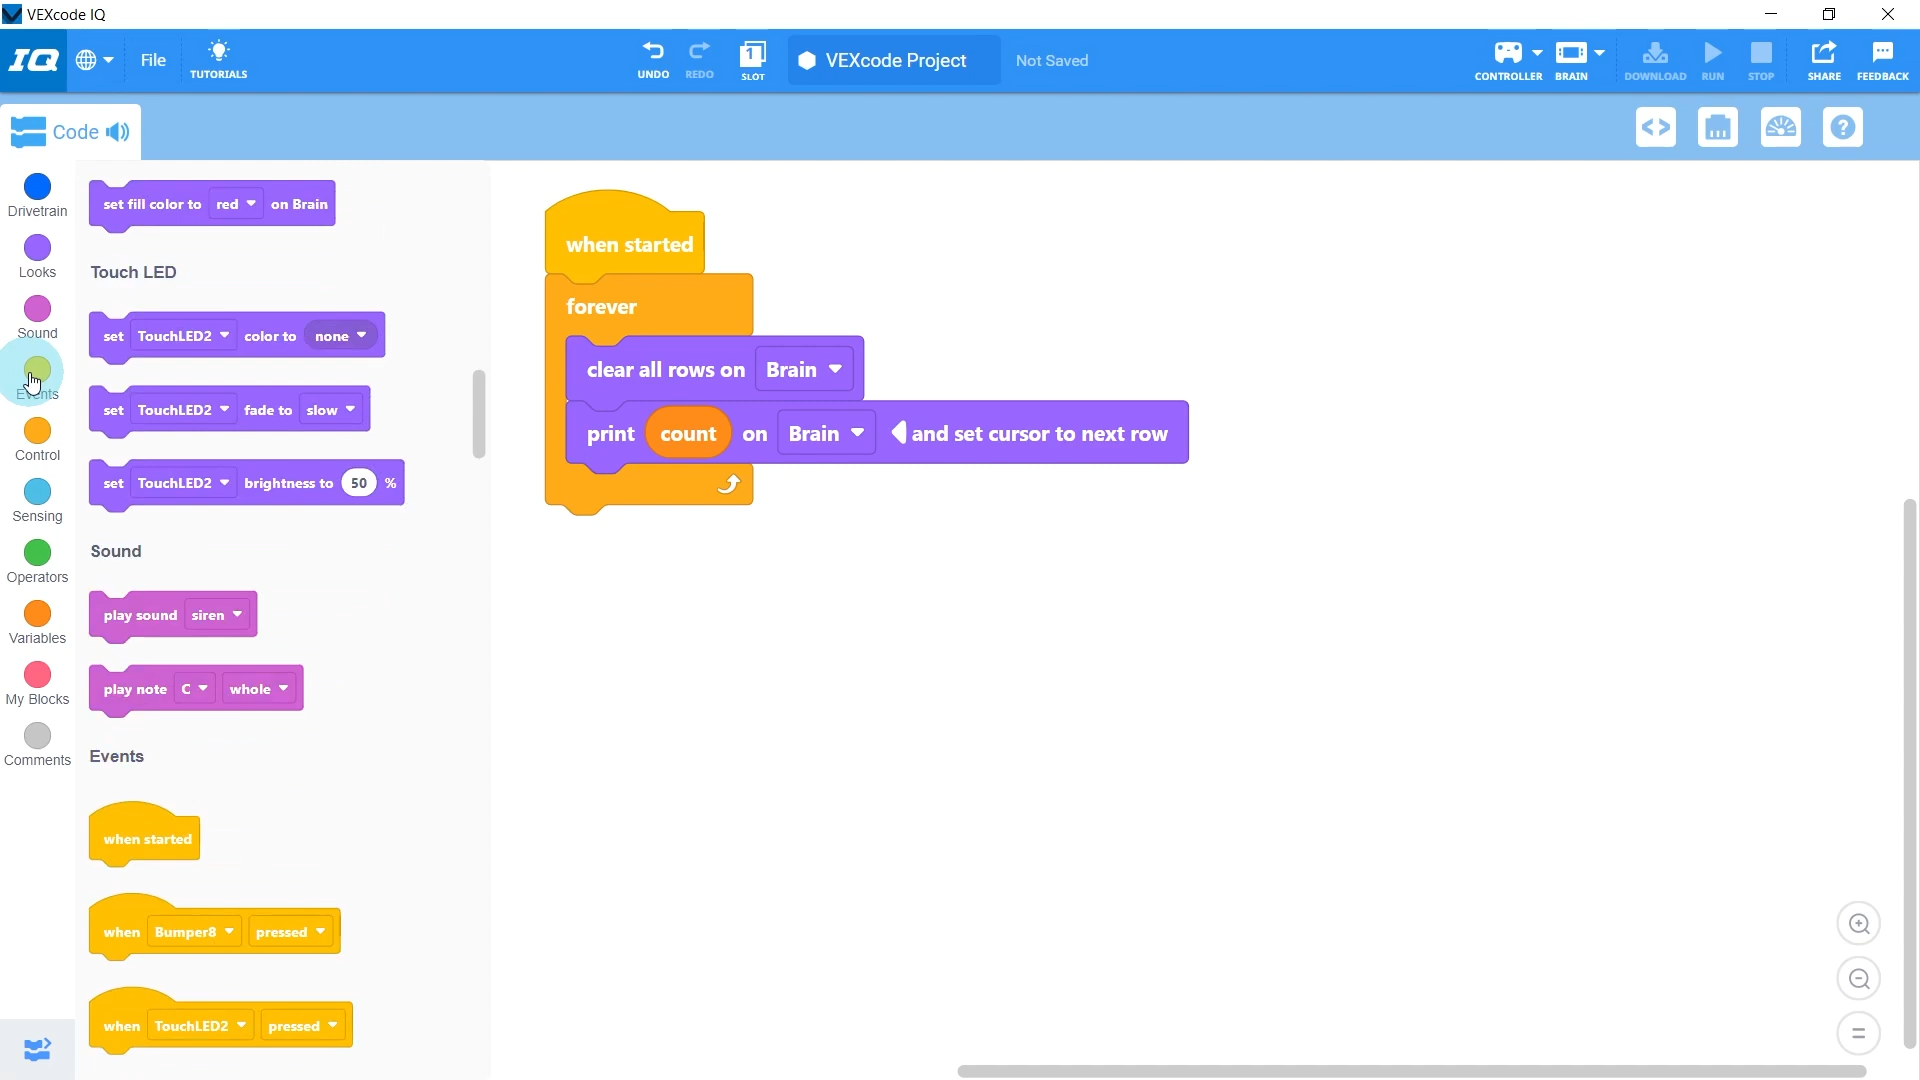 VEXcode IQ
IQ
File
TUTORIALS
UNDO
REDO
1
SLOT
VEXcode Project
Not Saved
CONTROLLER
BRAIN
DOWNLOAD
RUN
STOP
SHARE
FEEDBACK
Code
Drivetrain
Looks
Sound
Events
Control
Sensing
Operators
Variables
My Blocks
Comments
set fill color to red on Brain
Touch LED
set TouchLED2 color to none
set TouchLED2 fade to slow
set TouchLED2 brightness to 50 %
Sound
play sound siren
play note C whole
Events
when started
when Bumper8 pressed
when TouchLED2 pressed
when started
forever
clear all rows on Brain
print count on Brain and set cursor to next row